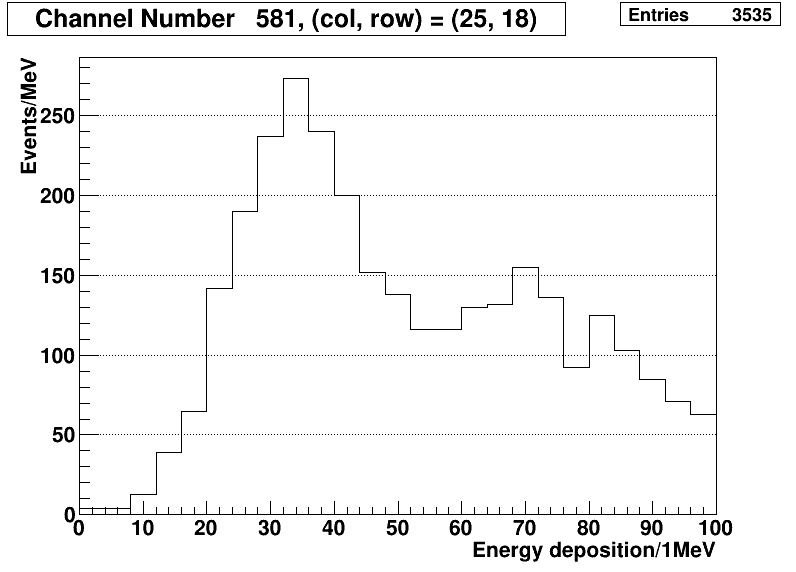 Channel Number 581, (col, row) = (25, 18)
Entries 3535
Events/MeV
250
200
150
100
50
0
0 10 20 30 40 50 60 70 80 90 100
Energy deposition/1MeV